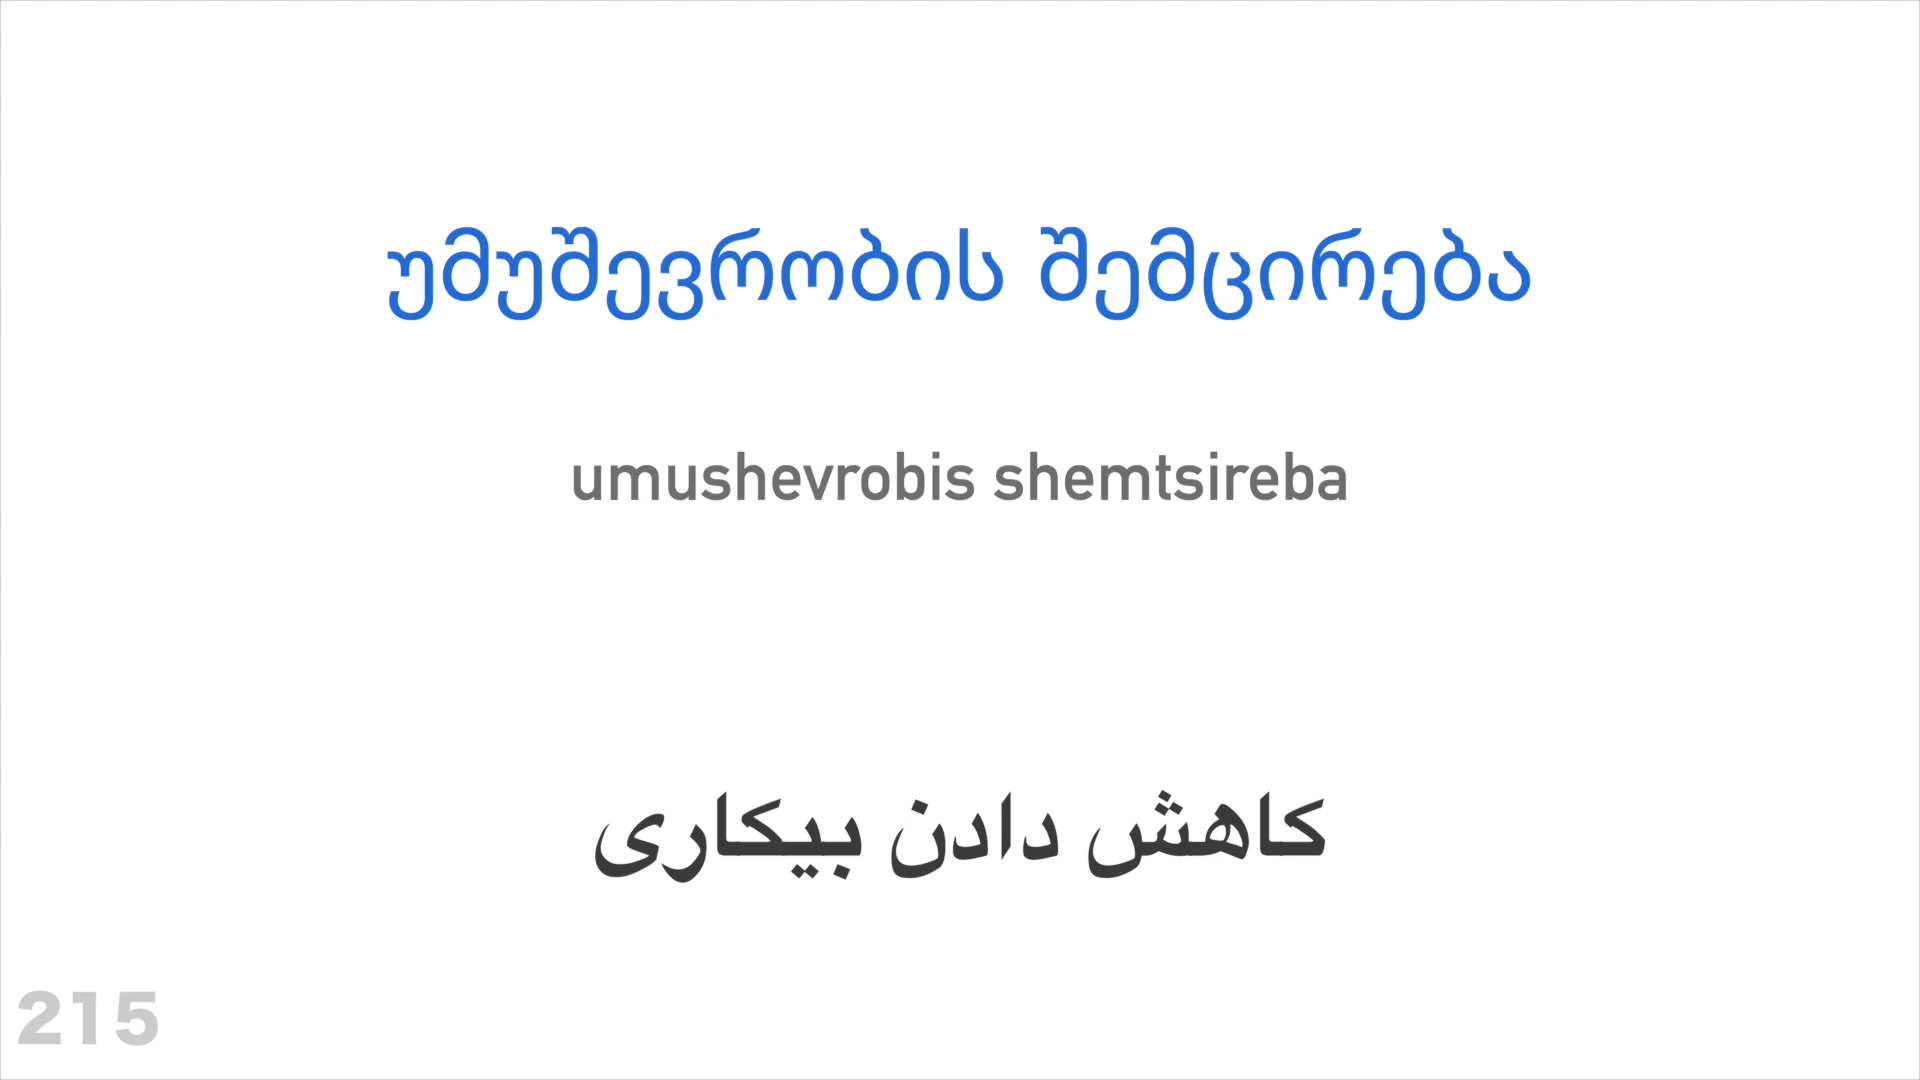 უმუშევრობის შემცირება
umushevrobis shemtsireba
کاهش دادن بیکاری
215